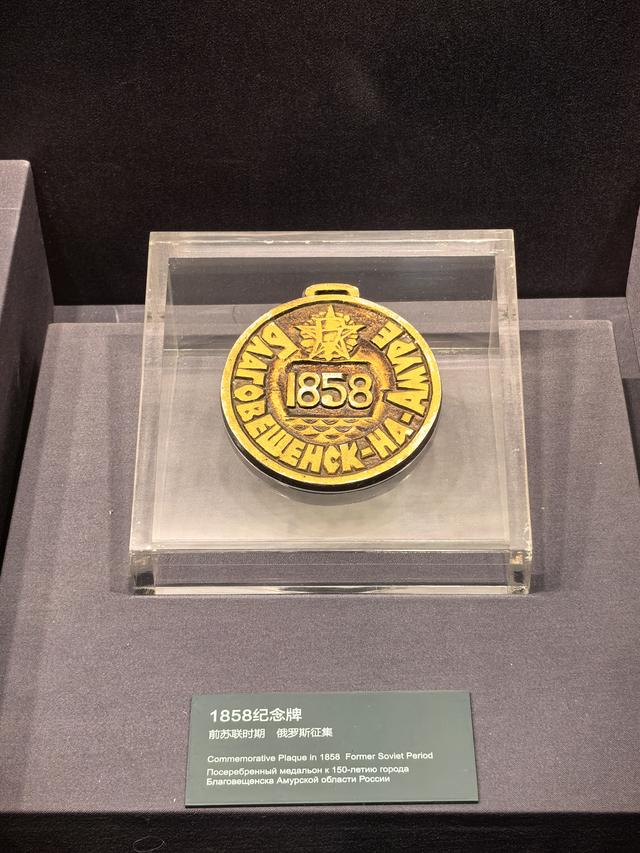 БЛАГОВЕЩЕНСК-НА-АМУРЕ
1858
1858纪念牌
前苏联时期 俄罗斯征集
Commemorative Plaque in 1858 Former Soviet Period
Посеребренный медальон к 150-летию города
Благовещенска Амурской области России